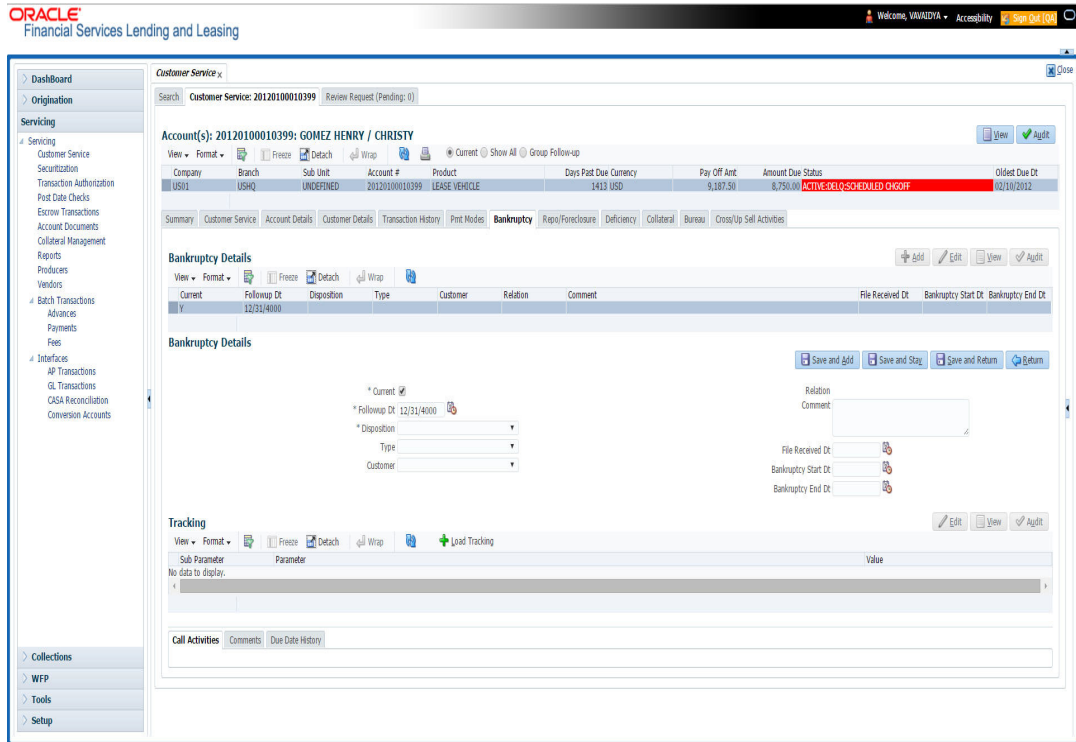 ORACLE
Financial Services Lending and Leasing
Welcome, VAVAIDYA Accessibility Sign Out [QA]
Close
DashBoard
Origination
Servicing
Servicing
Customer Service
Securitization
Transaction Authorization
Post Date Checks
Escrow Transactions
Account Documents
Collateral Management
Reports
Producers
Vendors
Batch Transactions
Advances
Payments
Fees
Interfaces
AP Transactions
GL Transactions
CASA Reconciliation
Conversion Accounts
Collections
WFP
Tools
Setup
Customer Service x
Search Customer Service: 20120100010399 Review Request (Pending: 0)
Account(s): 20120100010399: GOMEZ HENRY / CHRISTY
View Audit
View Format Freeze Detach Wrap Current Show All Group Follow-up
Company Branch Sub Unit Account # Product Days Past Due Currency Pay Off Amt Amount Due Status Oldest Due Dt
US01 USHQ UNDEFINED 20120100010399 LEASE VEHICLE 1413 USD 9,187.50 8,750.00 ACTIVE:DELQ:SCHEDULED CHGOFF 02/10/2012
Summary Customer Service Account Details Customer Details Transaction History Pmt Modes Bankruptcy Repo/Foreclosure Deficiency Collateral Bureau Cross/Up Sell Activities
Bankruptcy Details
Add Edit View Audit
View Format Freeze Detach Wrap
Current Followup Dt Disposition Type Customer Relation Comment File Received Dt Bankruptcy Start Dt Bankruptcy End Dt
Y 12/31/4000
Bankruptcy Details
Save and Add Save and Stay Save and Return Return
* Current
* Followup Dt 12/31/4000
* Disposition
Type
Customer
Relation
Comment
File Received Dt
Bankruptcy Start Dt
Bankruptcy End Dt
Tracking
Edit View Audit
View Format Freeze Detach Wrap Load Tracking
Sub Parameter Parameter Value
No data to display.
Call Activities Comments Due Date History